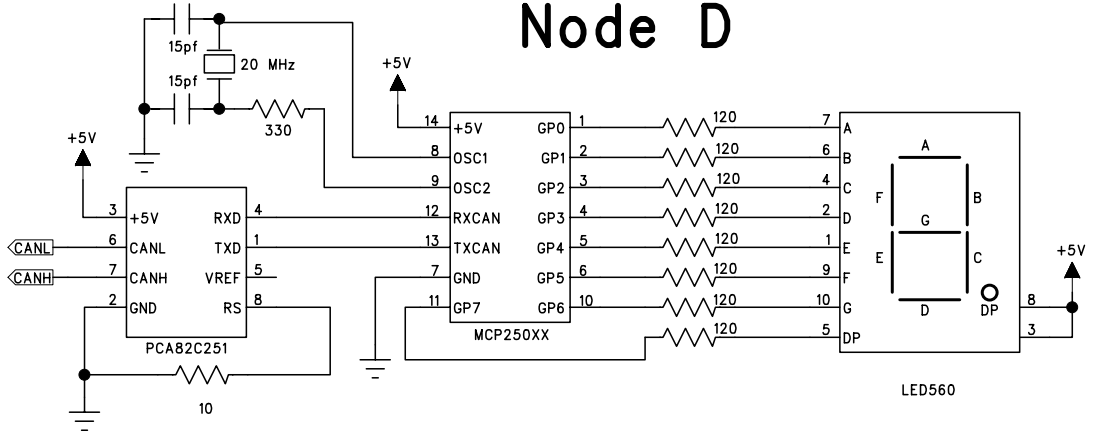 Node D
15pf
20 MHz
15pf
330
+5V
+5V
14 +5V GP0 1 120 7 A
8 OSC1 GP1 2 120 6 B
9 OSC2 GP2 3 120 4 C
12 RXCAN GP3 4 120 2 D
13 TXCAN GP4 5 120 1 E
7 GND GP5 6 120 9 F
11 GP7 GP6 10 120 10 G
120 5 DP
MCP250XX
3 +5V RXD 4
CANL 6 CANL TXD 1
CANH 7 CANH VREF 5
2 GND RS 8
PCA82C251
10
A
F B
G
E C
D DP
+5V
8
3
LED560